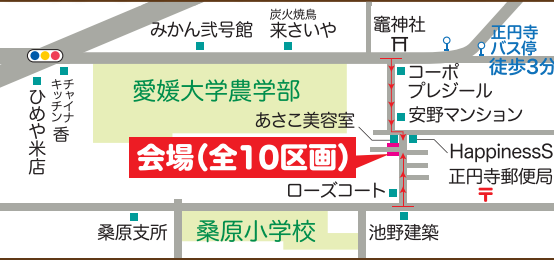 竈神社
炭火焼鳥
みかん弐号館
来さいや
正円寺
バス停
徒歩3分
コーポ
プレジール
チャイナ
キッチン 香
ひめや米店
愛媛大学農学部
安野マンション
あさこ美容室
会場(全10区画)
HappinessS
正円寺郵便局
〒
ローズコート
桑原支所
桑原小学校
池野建築